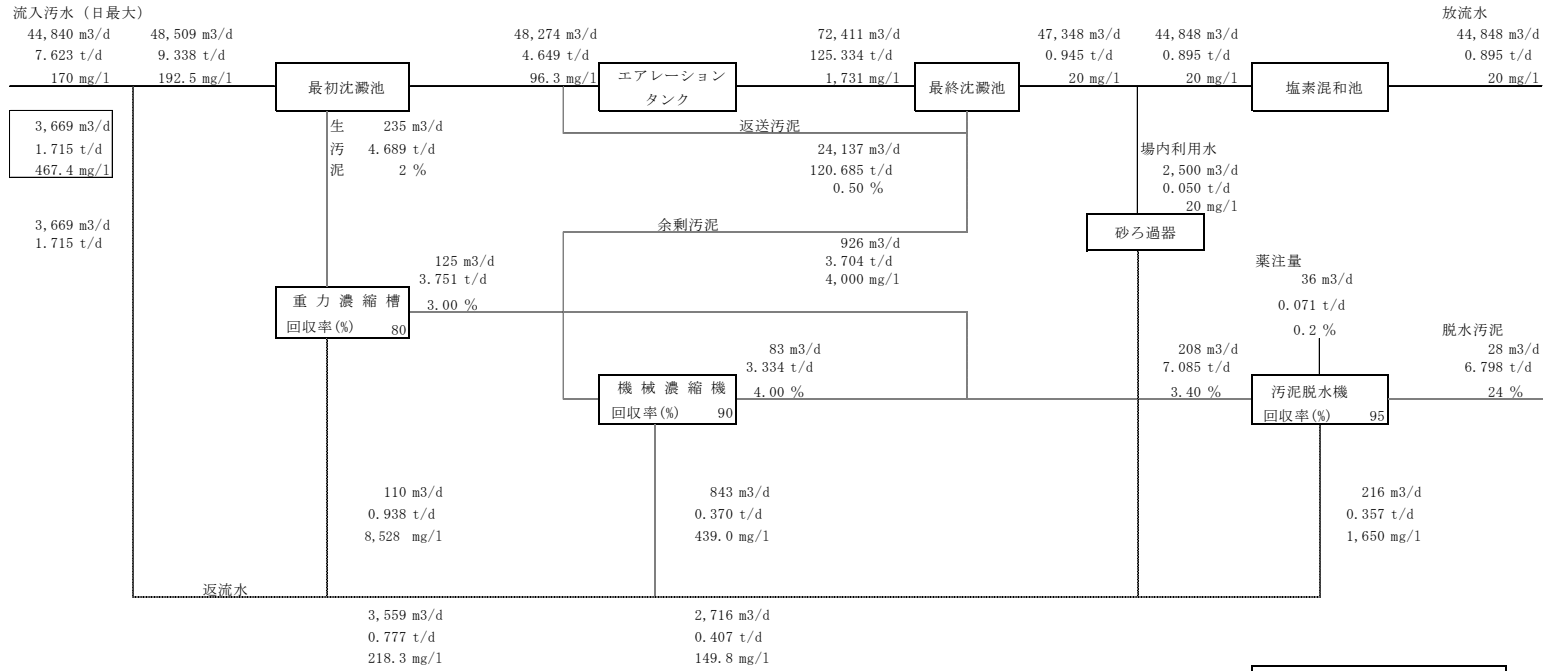 流入汚水 (日最大)
44,840 m3/d
7.623 t/d
170 mg/l
48,509 m3/d
9.338 t/d
192.5 mg/l
最初沈澱池
48,274 m3/d
4.649 t/d
96.3 mg/l
エアレーション
タンク
72,411 m3/d
125.334 t/d
1,731 mg/l
最終沈澱池
47,348 m3/d
0.945 t/d
20 mg/l
44,848 m3/d
0.895 t/d
20 mg/l
塩素混和池
放流水
44,848 m3/d
0.895 t/d
20 mg/l
3,669 m3/d
1.715 t/d
467.4 mg/l
生 235 m3/d
汚 4.689 t/d
泥 2 %
返送汚泥
24,137 m3/d
120.685 t/d
0.50 %
場内利用水
2,500 m3/d
0.050 t/d
20 mg/l
3,669 m3/d
1.715 t/d
余剰汚泥
926 m3/d
3.704 t/d
4,000 mg/l
砂ろ過器
125 m3/d
3.751 t/d
3.00 %
薬注量
36 m3/d
0.071 t/d
0.2 %
重力濃縮槽
回収率(%) 80
83 m3/d
3.334 t/d
4.00 %
208 m3/d
7.085 t/d
3.40 %
脱水汚泥
28 m3/d
6.798 t/d
24 %
機械濃縮機
回収率(%) 90
汚泥脱水機
回収率(%) 95
110 m3/d
0.938 t/d
8,528 mg/l
843 m3/d
0.370 t/d
439.0 mg/l
216 m3/d
0.357 t/d
1,650 mg/l
返流水
3,559 m3/d
0.777 t/d
218.3 mg/l
2,716 m3/d
0.407 t/d
149.8 mg/l